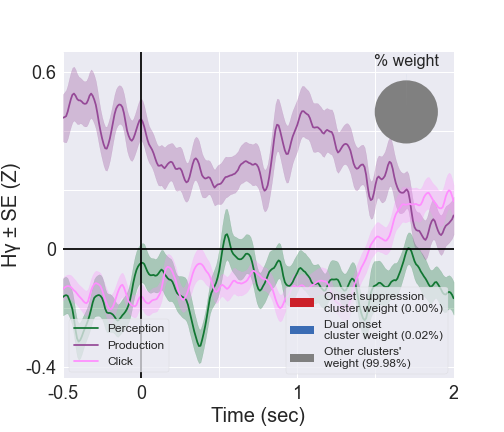 % weight
0.6
0
-0.4
Hγ ± SE (Z)
Perception
Production
Click
Onset suppression
cluster weight (0.00%)
Dual onset
cluster weight (0.02%)
Other clusters'
weight (99.98%)
-0.5
0
1
2
Time (sec)